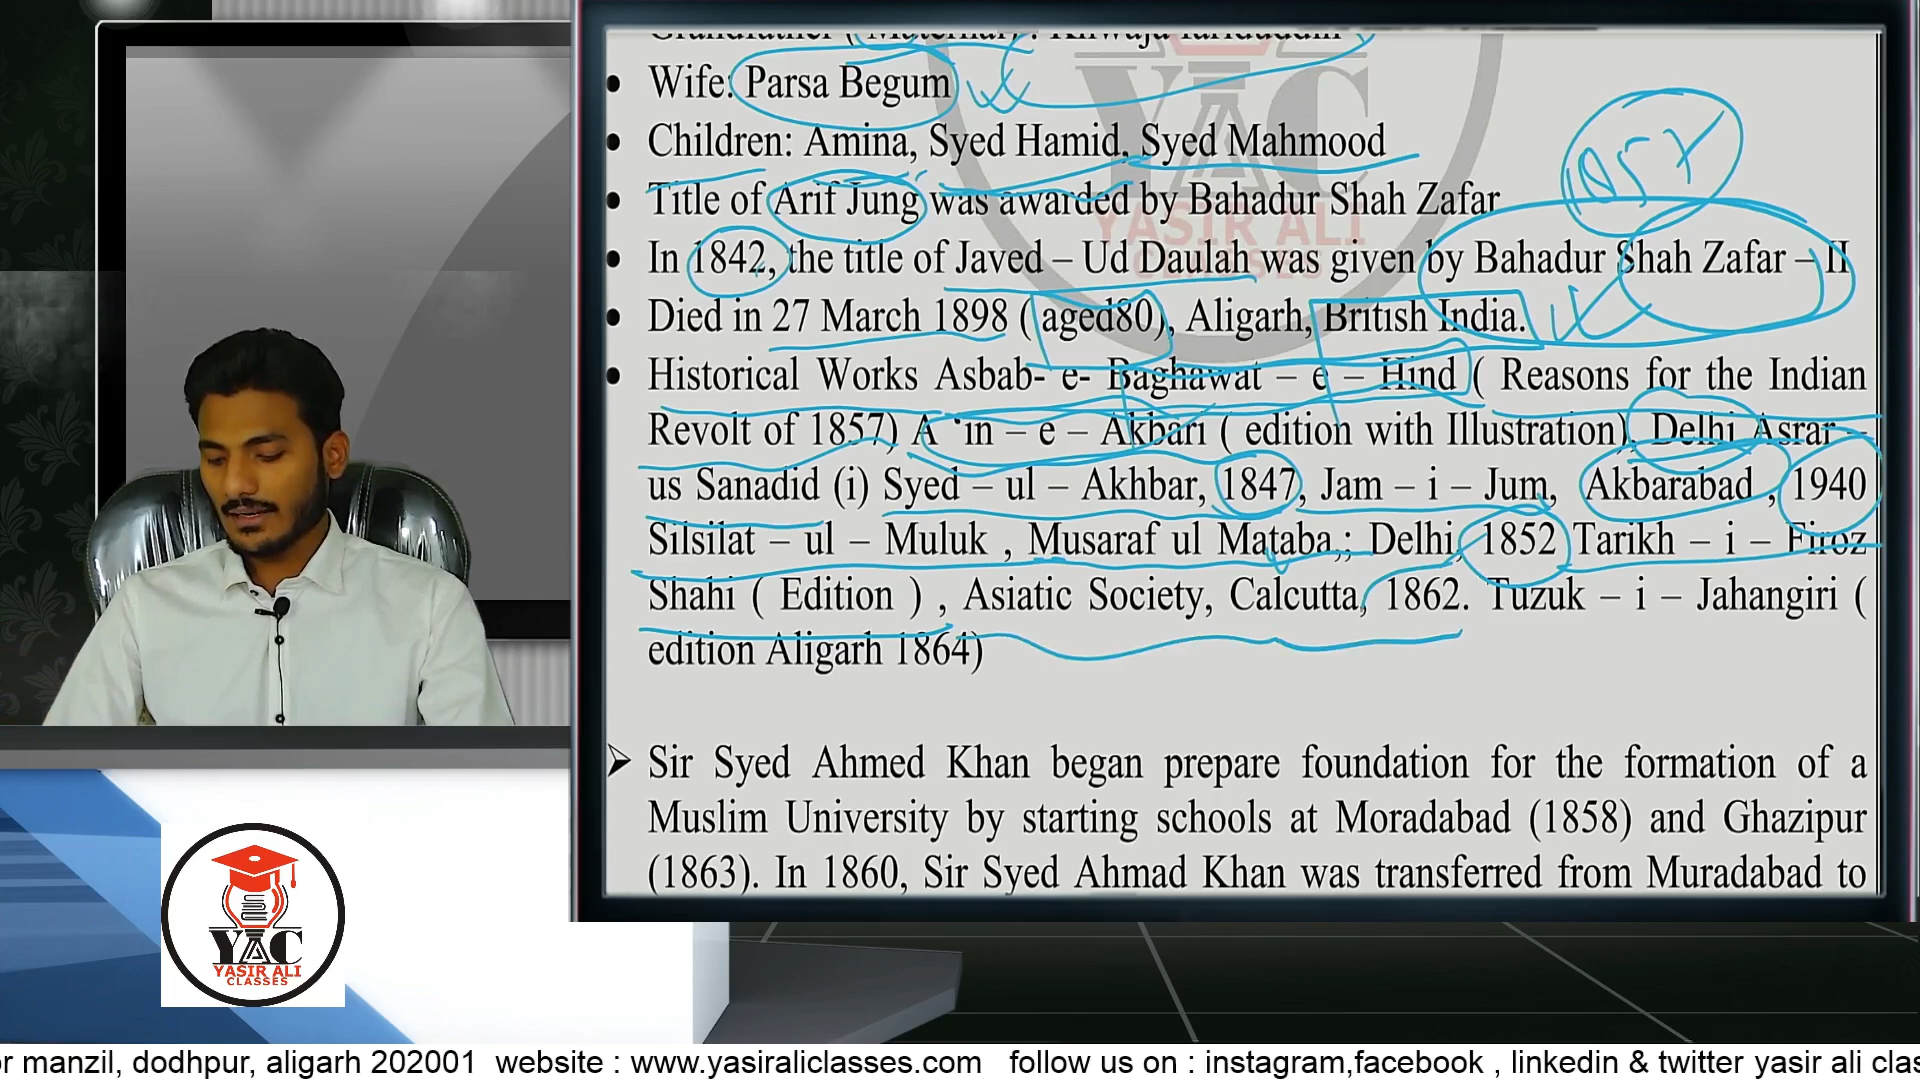 Grandfather ( Maternal) : Khwaja fariduddin
• Wife: Parsa Begum
• Children: Amina, Syed Hamid, Syed Mahmood
• Title of Arif Jung was awarded by Bahadur Shah Zafar
• In 1842, the title of Javed – Ud Daulah was given by Bahadur Shah Zafar – II
• Died in 27 March 1898 ( aged80), Aligarh, British India.
• Historical Works Asbab- e- Baghawat – e – Hind ( Reasons for the Indian
Revolt of 1857) A ‘in – e – Akbari ( edition with Illustration), Delhi Asrar –
us Sanadid (i) Syed – ul – Akhbar, 1847, Jam – i – Jum, Akbarabad , 1940
Silsilat – ul – Muluk , Musaraf ul Mataba,; Delhi, 1852 Tarikh – i – Firoz
Shahi ( Edition ) , Asiatic Society, Calcutta, 1862. Tuzuk – i – Jahangiri (
edition Aligarh 1864)
➢ Sir Syed Ahmed Khan began prepare foundation for the formation of a
Muslim University by starting schools at Moradabad (1858) and Ghazipur
(1863). In 1860, Sir Syed Ahmad Khan was transferred from Muradabad to
YAC
YASIR ALI
CLASSES
YAC
YASIR ALI
CLASSES
or manzil, dodhpur, aligarh 202001 website : www.yasiraliclasses.com follow us on : instagram,facebook , linkedin & twitter yasir ali clas